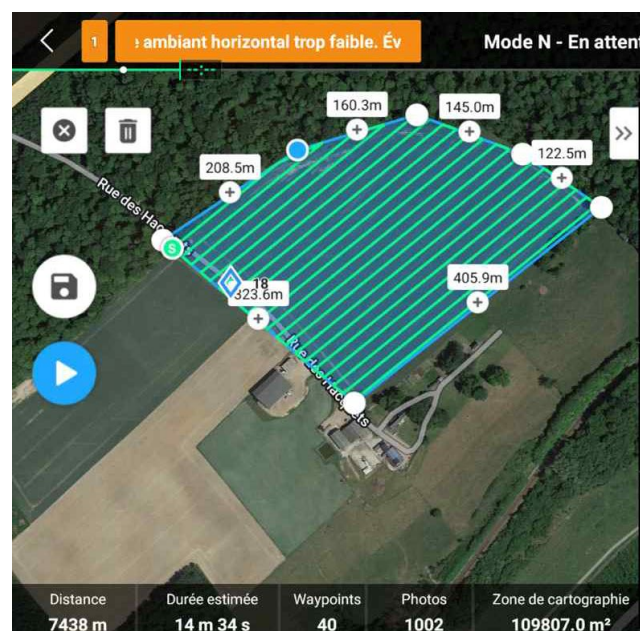 1
e ambiant horizontal trop faible. Év
Mode N - En attent
160.3m
145.0m
122.5m
208.5m
Rue des Hac
S
18
323.6m
405.9m
Rue des Hacquets
Distance
Durée estimée
Waypoints
Photos
Zone de cartographie
7438 m
14 m 34 s
40
1002
109807.0 m²